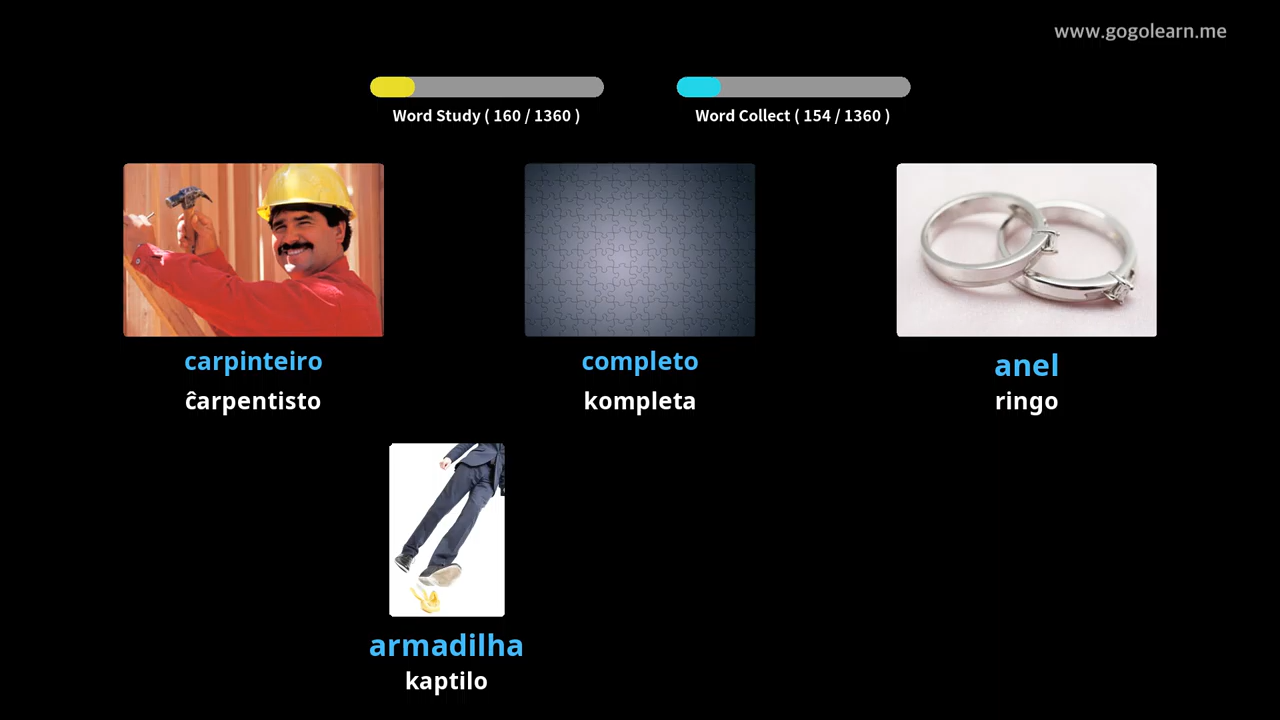 www.gogolearn.me
Word Study ( 160 / 1360 )
Word Collect ( 154 / 1360 )
carpinteiro
ĉarpentisto
completo
kompleta
anel
ringo
armadilha
kaptilo